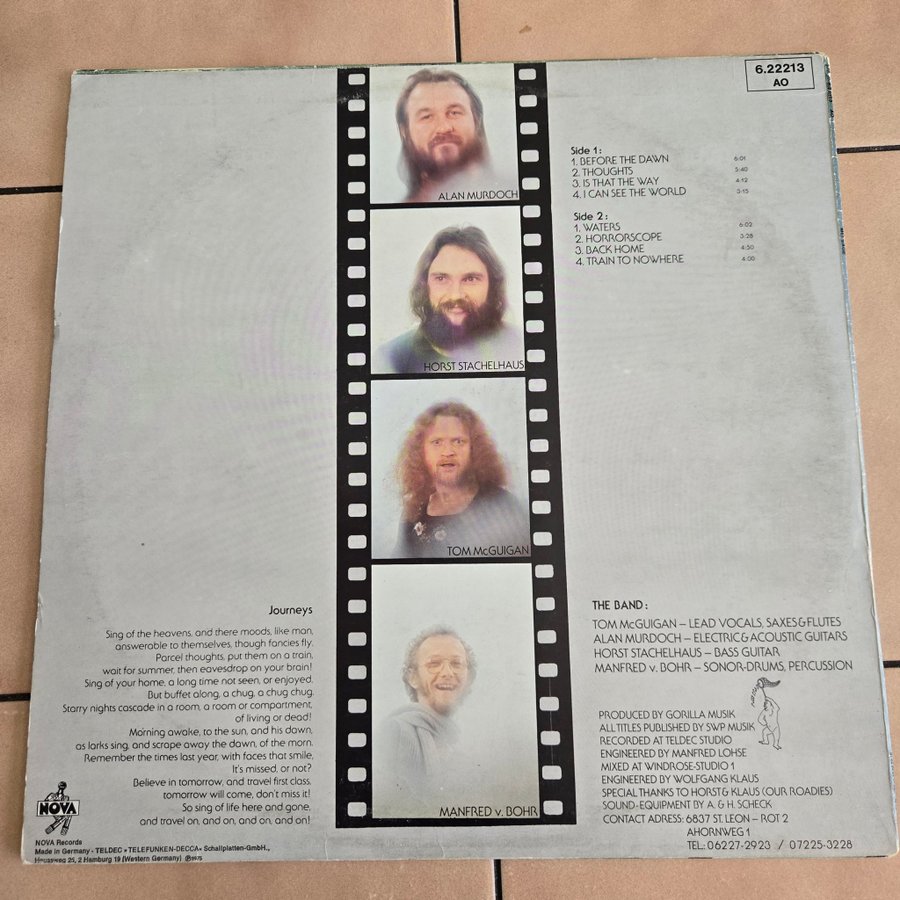 6.22213
AO
ALAN MURDOCH
HORST STACHELHAUS
TOM McGUIGAN
MANFRED v. BOHR
Side 1:
1. BEFORE THE DAWN 6:01
2. THOUGHTS 5:40
3. IS THAT THE WAY 4:12
4. I CAN SEE THE WORLD 3:15
Side 2:
1. WATERS 6:02
2. HORRORSCOPE 3:28
3. BACK HOME 4:50
4. TRAIN TO NOWHERE 4:00
Journeys
Sing of the heavens, and there moods, like man,
answerable to themselves, though fancies fly.
Parcel thoughts, put them on a train,
wait for summer, then eavesdrop on your brain!
Sing of your home, a long time not seen, or enjoyed.
But buffet along, a chug, a chug chug.
Starry nights cascade in a room, a room or compartment,
of living or dead!
Morning awake, to the sun, and his dawn,
as larks sing, and scrape away the dawn, of the morn.
Remember the times last year, with faces that smile,
It's missed, or not?
Believe in tomorrow, and travel first class,
tomorrow will come, don't miss it!
So sing of life here and gone,
and travel on, and on, and on, and on!
THE BAND:
TOM McGUIGAN – LEAD VOCALS, SAXES & FLUTES
ALAN MURDOCH – ELECTRIC & ACOUSTIC GUITARS
HORST STACHELHAUS – BASS GUITAR
MANFRED v. BOHR – SONOR-DRUMS, PERCUSSION
PRODUCED BY GORILLA MUSIK
ALL TITLES PUBLISHED BY SWP MUSIK
RECORDED AT TELDEC STUDIO
ENGINEERED BY MANFRED LOHSE
MIXED AT WINDROSE-STUDIO 1
ENGINEERED BY WOLFGANG KLAUS
SPECIAL THANKS TO HORST & KLAUS (OUR ROADIES)
SOUND-EQUIPMENT BY A. & H. SCHECK
CONTACT ADRESS: 6837 ST. LEON – ROT 2
AHORNWEG 1
TEL.: 06227-2923 / 07225-3228
NOVA
NOVA Records
Made in Germany - TELDEC »TELEFUNKEN-DECCA« Schallplatten-GmbH.,
Heussweg 25, 2 Hamburg 19 (Western Germany) Ⓟ 1975